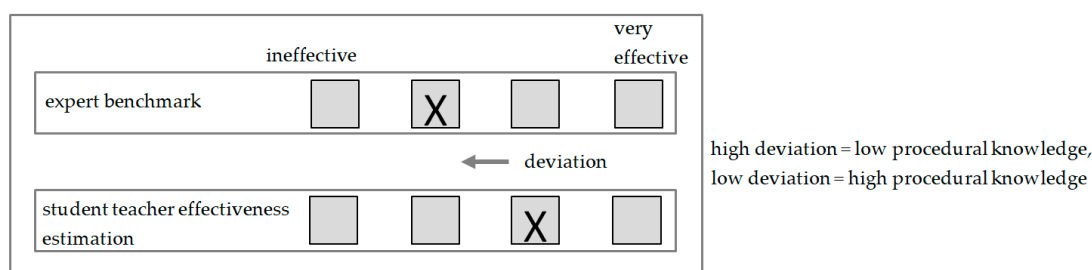 very
ineffective effective
expert benchmark X
deviation
high deviation = low procedural knowledge,
low deviation = high procedural knowledge
student teacher effectiveness
estimation X